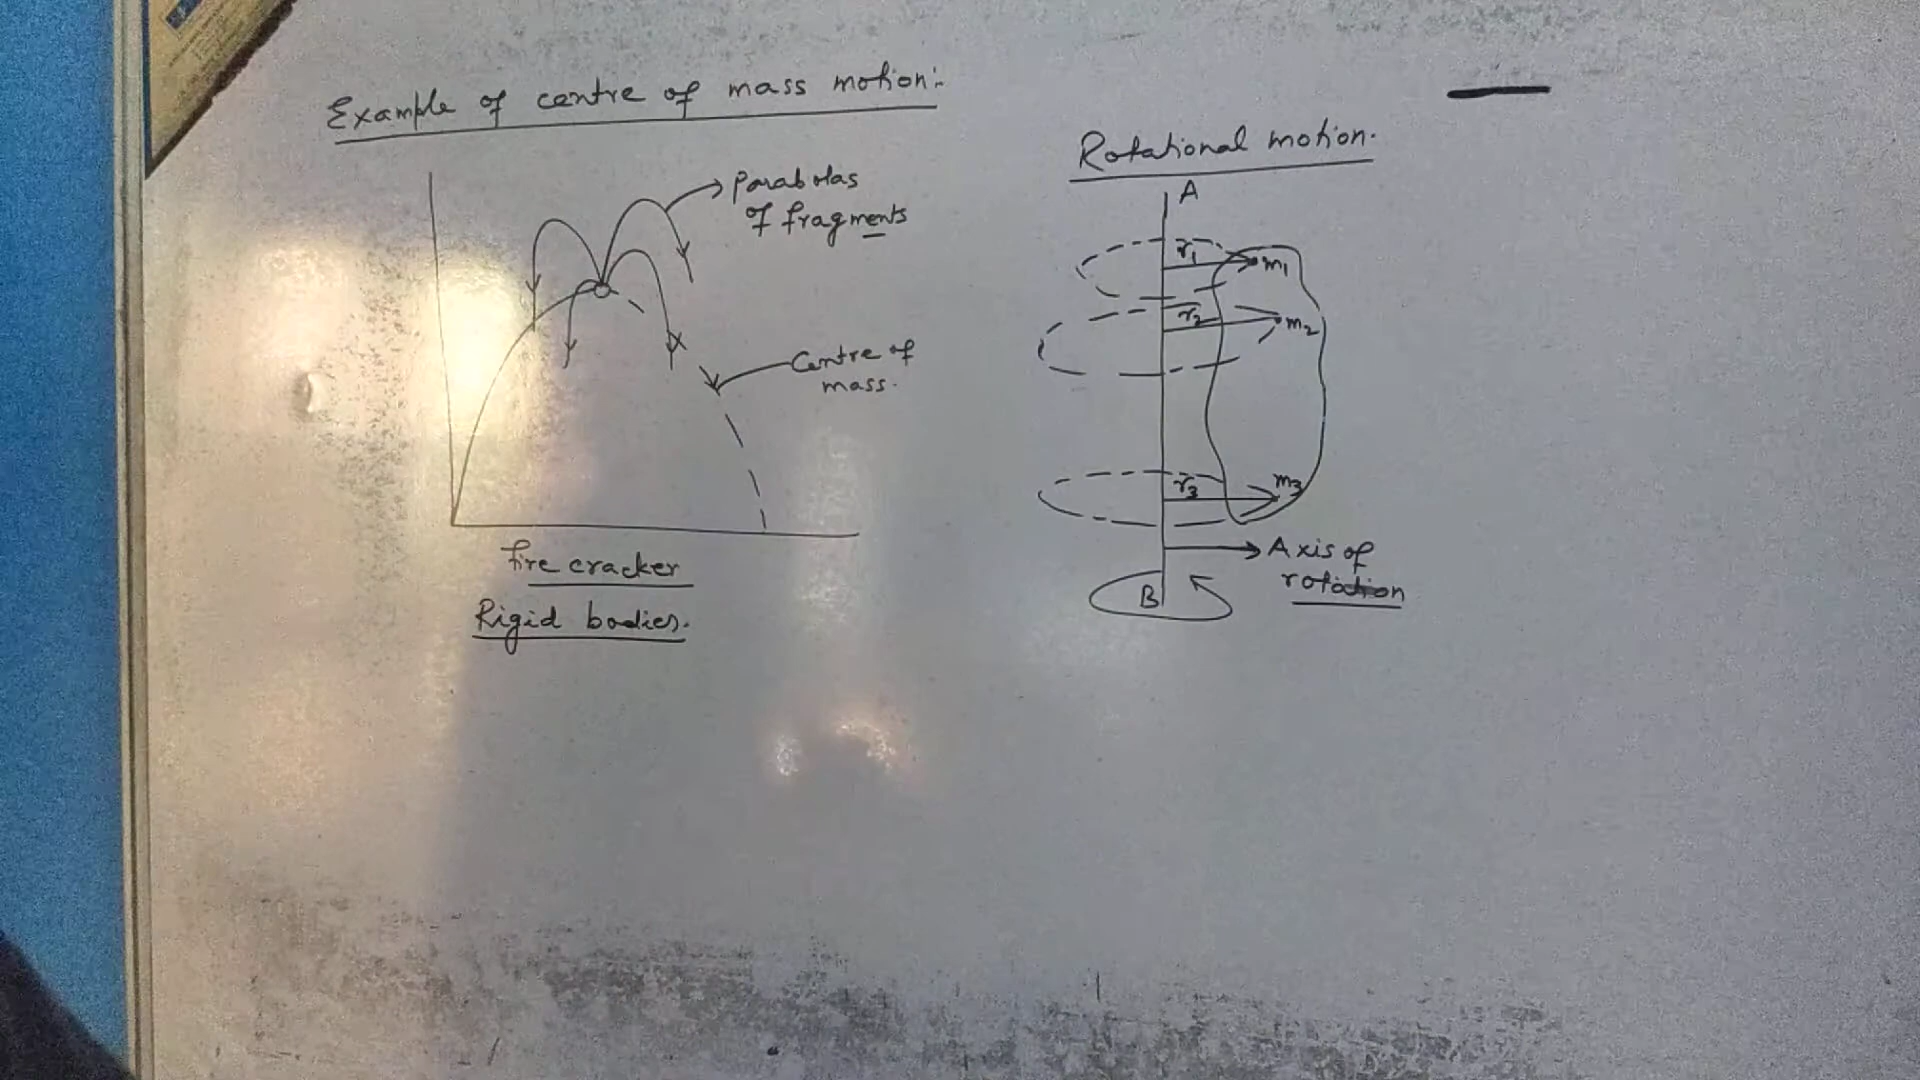 Example of centre of mass motion:-
Parabolas
of fragments
Centre of
mass.
Fire cracker
Rigid bodies.
Rotational motion.
A
r1
m1
r2
m2
r3
m3
Axis of
rotation
B